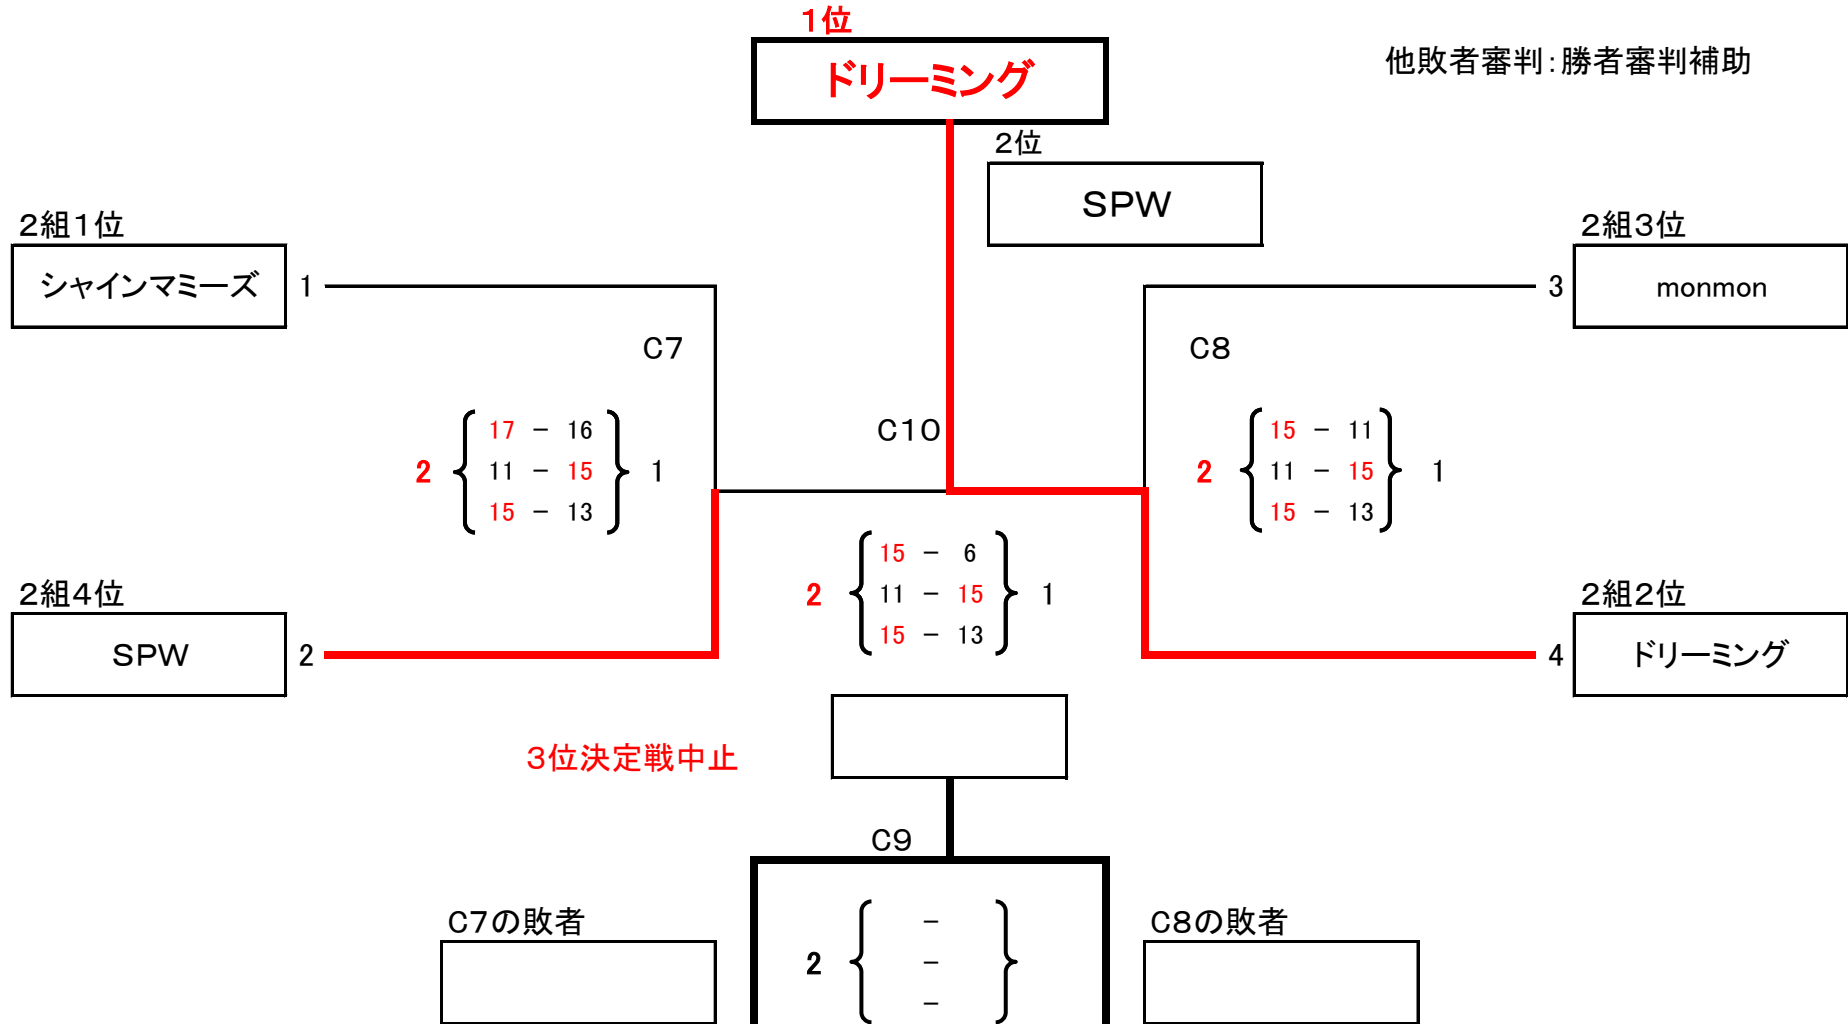 1位
ドリーミング
他敗者審判：勝者審判補助
2位
SPW
2組1位
シャインマミーズ 1
2組3位
3 monmon
C7
C8
C10
2 { 17 － 16 } 1
11 － 15
15 － 13
2 { 15 － 11 } 1
11 － 15
15 － 13
2 { 15 － 6 } 1
11 － 15
15 － 13
2組4位
SPW 2
2組2位
4 ドリーミング
3位決定戦中止
C9
C7の敗者
C8の敗者
2 { － }
－
－